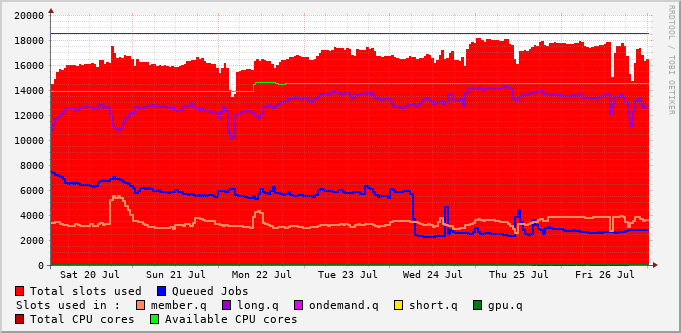 20000
18000
16000
14000
12000
10000
8000
6000
4000
2000
0
Sat 20 Jul Sun 21 Jul Mon 22 Jul Tue 23 Jul Wed 24 Jul Thu 25 Jul Fri 26 Jul
Total slots used Queued Jobs
Slots used in : member.q long.q ondemand.q short.q gpu.q
Total CPU cores Available CPU cores
RRDTOOL / TOBI OETIKER